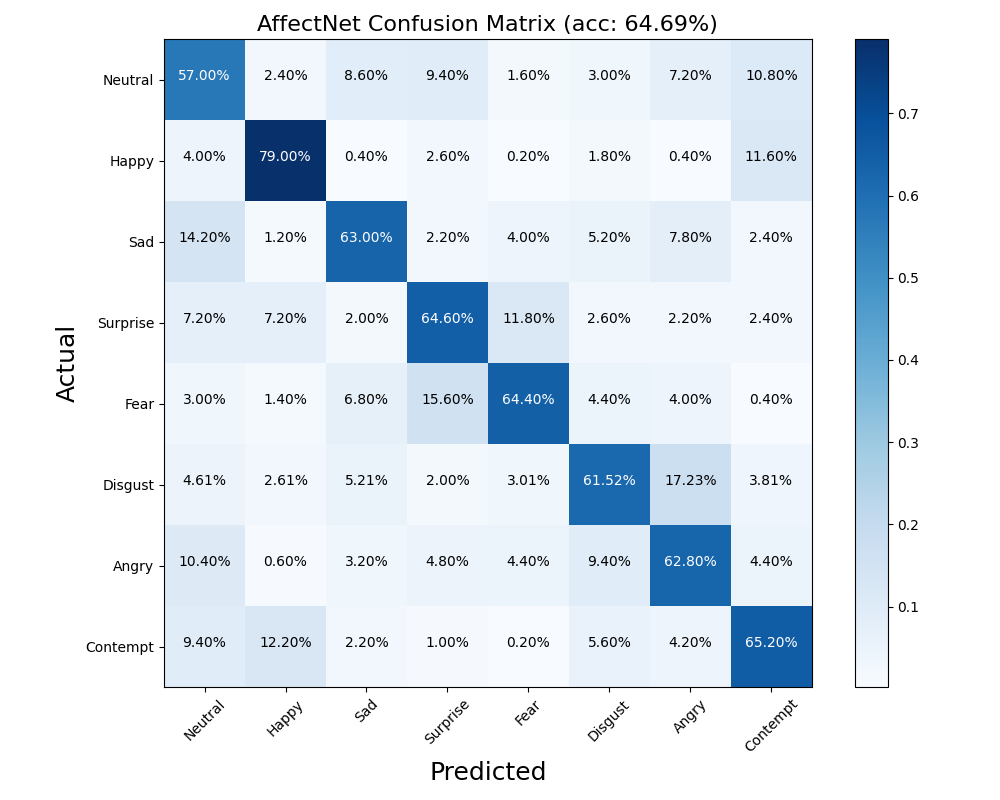 AffectNet Confusion Matrix (acc: 64.69%)
Actual
Neutral 57.00% 2.40% 8.60% 9.40% 1.60% 3.00% 7.20% 10.80%
Happy 4.00% 79.00% 0.40% 2.60% 0.20% 1.80% 0.40% 11.60%
Sad 14.20% 1.20% 63.00% 2.20% 4.00% 5.20% 7.80% 2.40%
Surprise 7.20% 7.20% 2.00% 64.60% 11.80% 2.60% 2.20% 2.40%
Fear 3.00% 1.40% 6.80% 15.60% 64.40% 4.40% 4.00% 0.40%
Disgust 4.61% 2.61% 5.21% 2.00% 3.01% 61.52% 17.23% 3.81%
Angry 10.40% 0.60% 3.20% 4.80% 4.40% 9.40% 62.80% 4.40%
Contempt 9.40% 12.20% 2.20% 1.00% 0.20% 5.60% 4.20% 65.20%
Neutral Happy Sad Surprise Fear Disgust Angry Contempt
Predicted
0.7
0.6
0.5
0.4
0.3
0.2
0.1